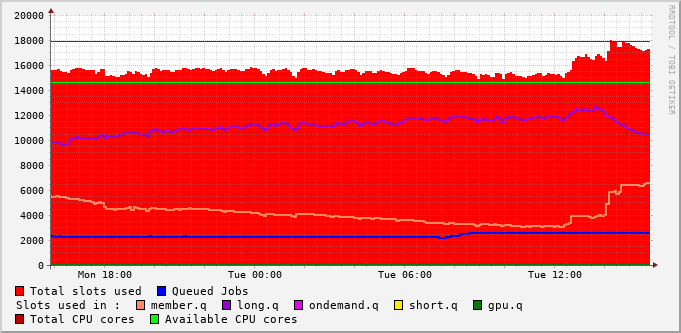 20000
18000
16000
14000
12000
10000
8000
6000
4000
2000
0
Mon 18:00 Tue 00:00 Tue 06:00 Tue 12:00
RRDTOOL / TOBI OETIKER
Total slots used Queued Jobs
Slots used in : member.q long.q ondemand.q short.q gpu.q
Total CPU cores Available CPU cores